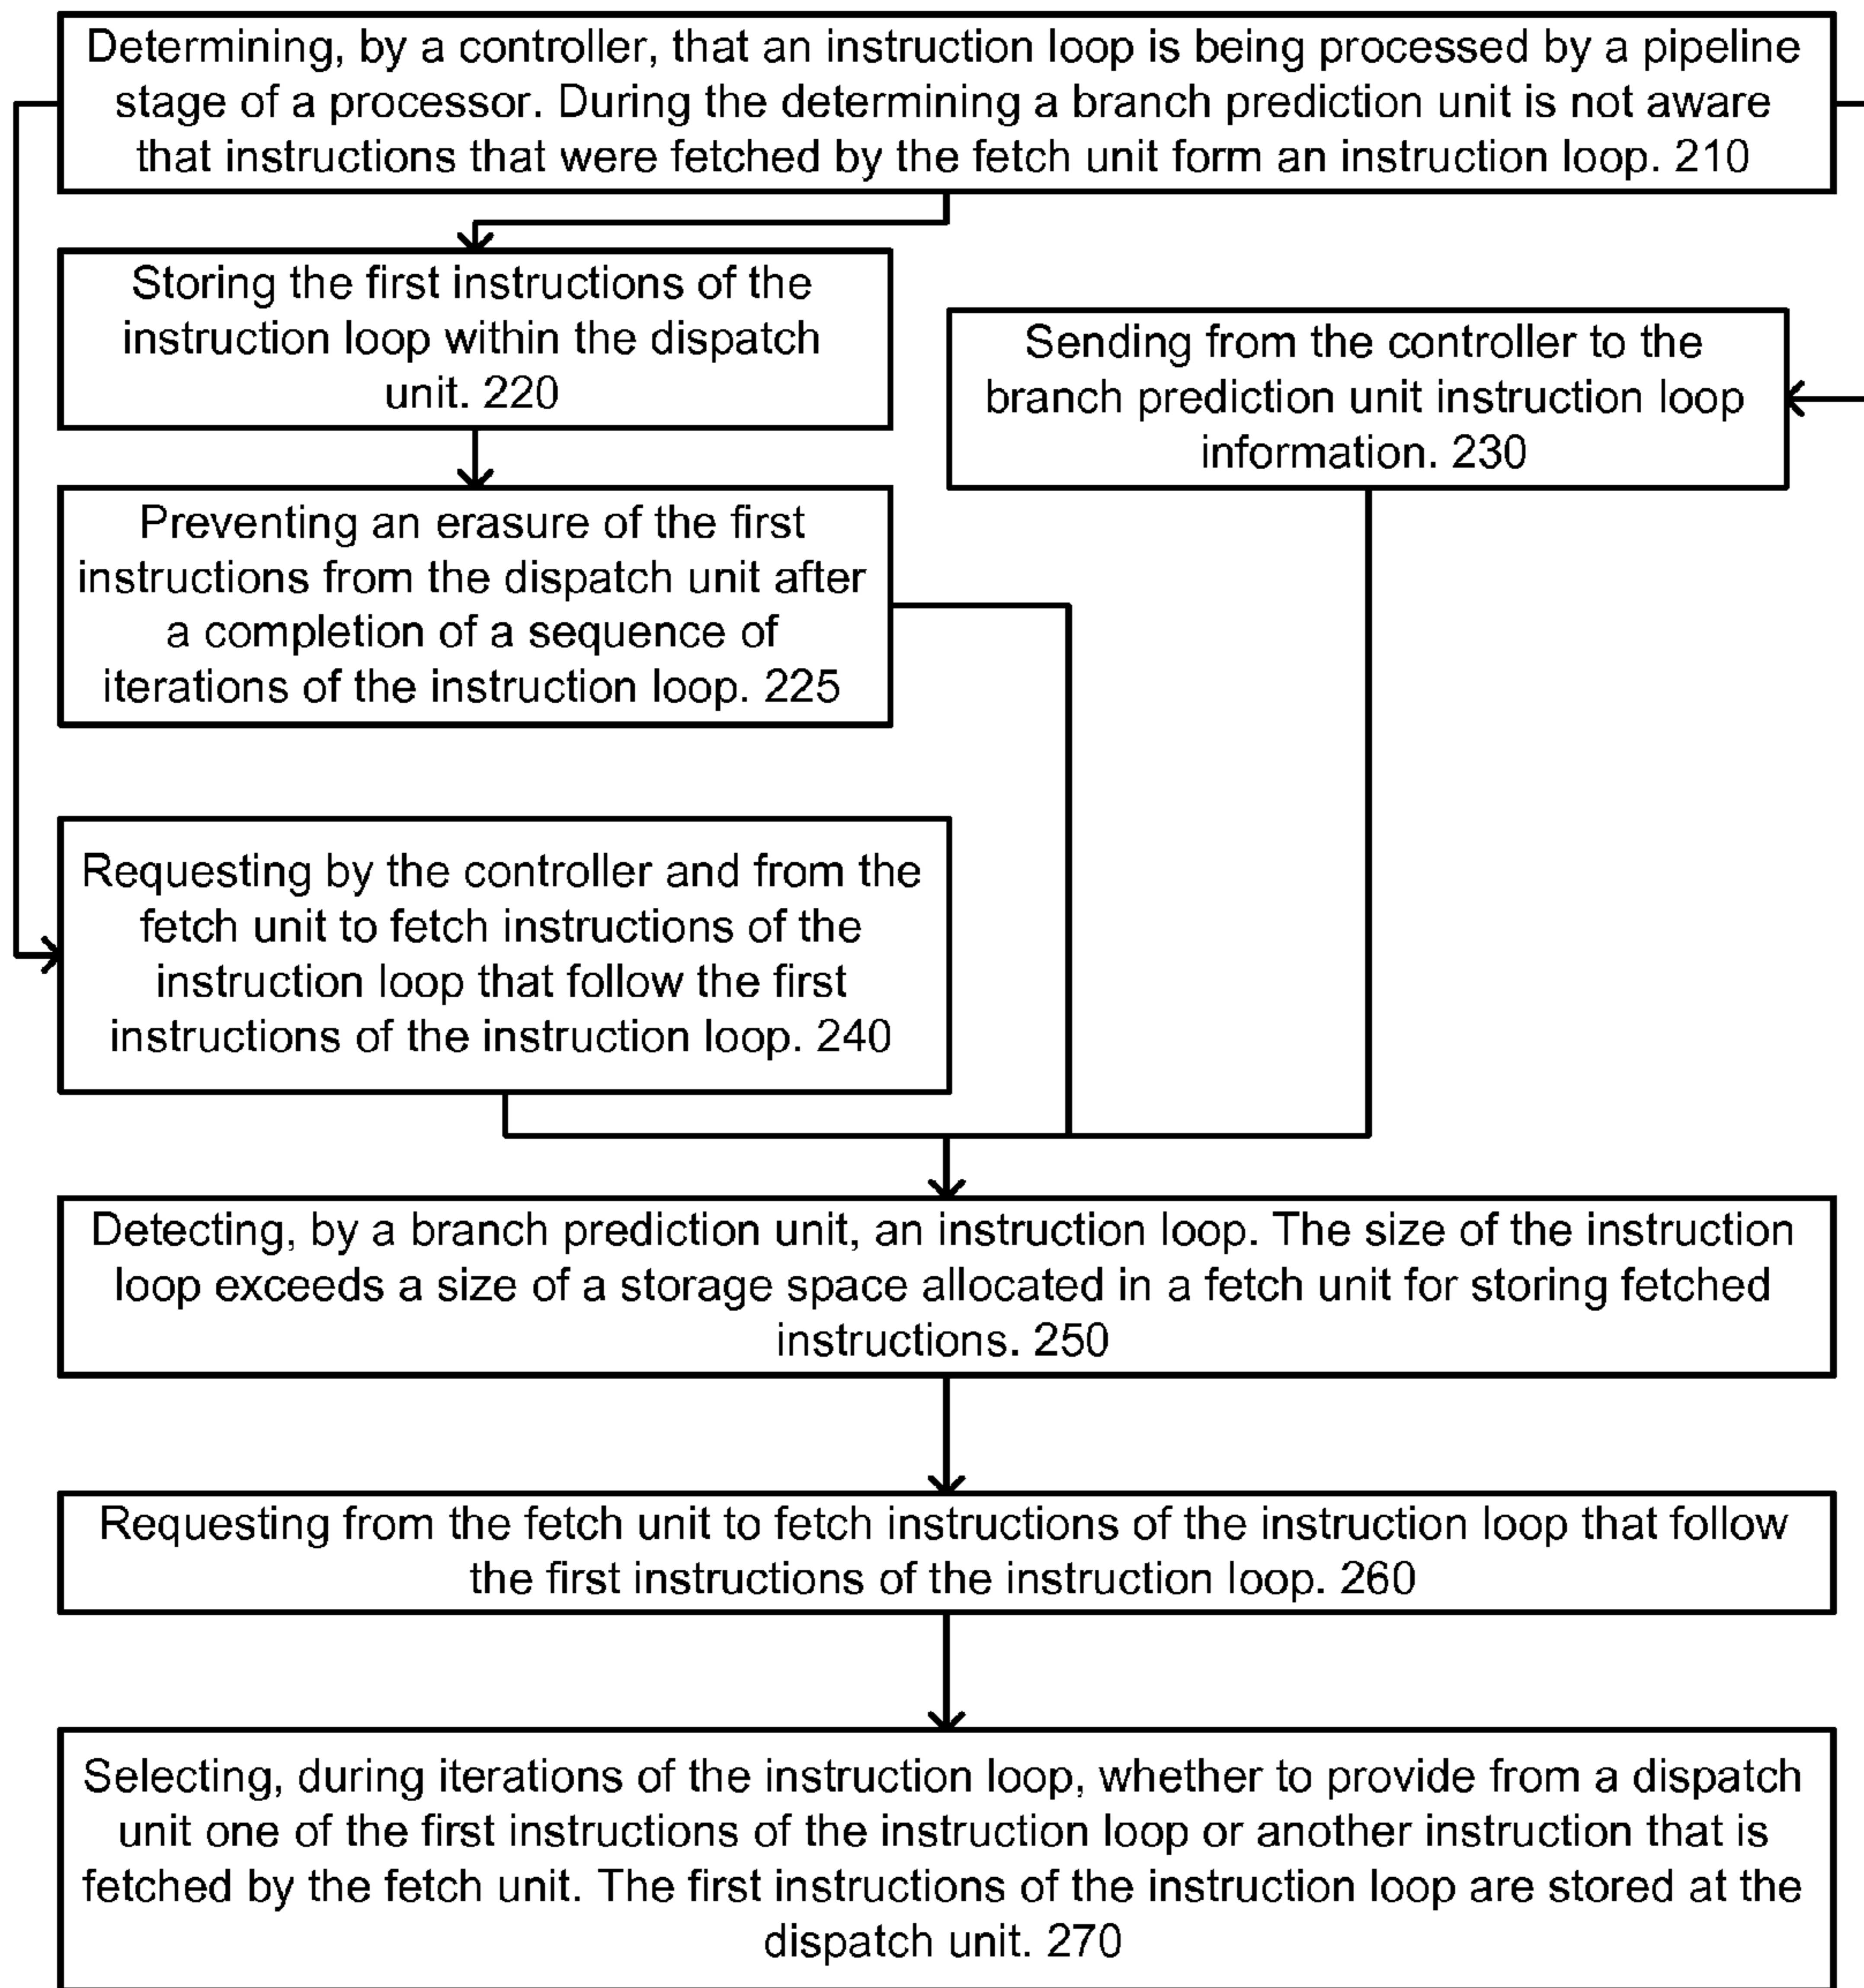 Determining, by a controller, that an instruction loop is being processed by a pipeline
stage of a processor. During the determining a branch prediction unit is not aware
that instructions that were fetched by the fetch unit form an instruction loop. 210
Storing the first instructions of the
instruction loop within the dispatch
unit. 220
Sending from the controller to the
branch prediction unit instruction loop
information. 230
Preventing an erasure of the first
instructions from the dispatch unit after
a completion of a sequence of
iterations of the instruction loop. 225
Requesting by the controller and from the
fetch unit to fetch instructions of the
instruction loop that follow the first
instructions of the instruction loop. 240
Detecting, by a branch prediction unit, an instruction loop. The size of the instruction
loop exceeds a size of a storage space allocated in a fetch unit for storing fetched
instructions. 250
Requesting from the fetch unit to fetch instructions of the instruction loop that follow
the first instructions of the instruction loop. 260
Selecting, during iterations of the instruction loop, whether to provide from a dispatch
unit one of the first instructions of the instruction loop or another instruction that is
fetched by the fetch unit. The first instructions of the instruction loop are stored at the
dispatch unit. 270